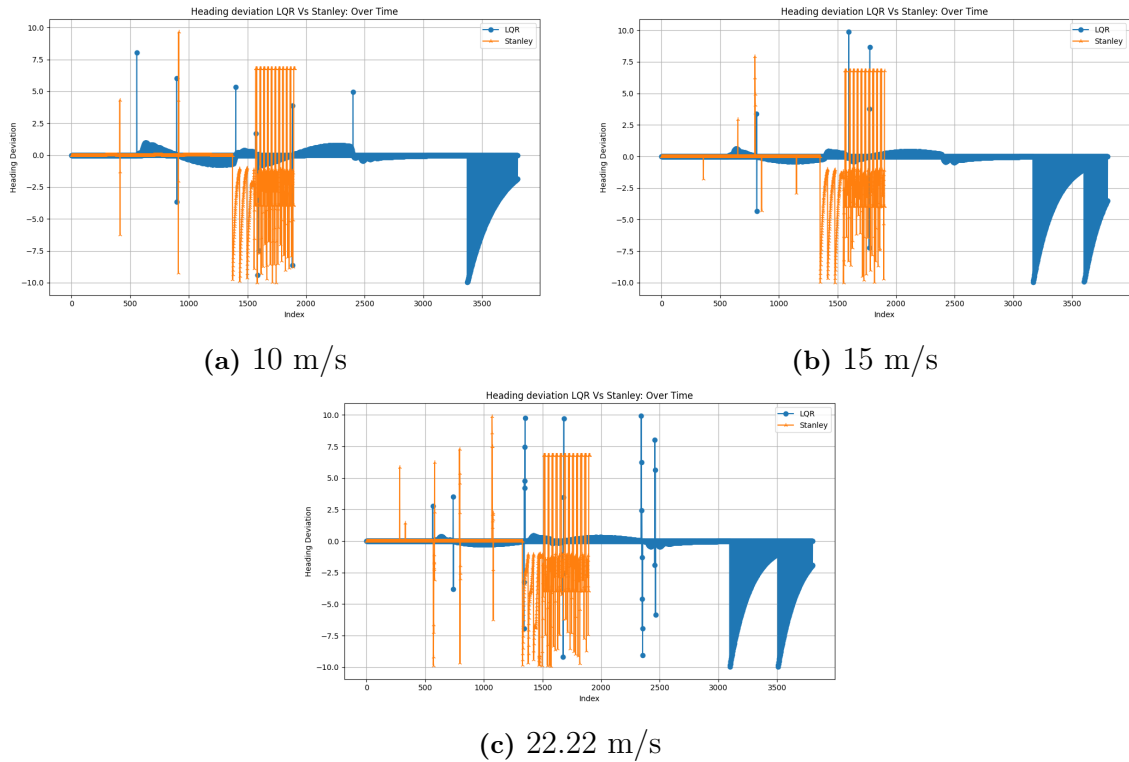 Heading deviation LQR Vs Stanley: Over Time
LQR
Stanley
10.0
7.5
5.0
2.5
0.0
−2.5
−5.0
−7.5
−10.0
Heading Deviation
0 500 1000 1500 2000 2500 3000 3500
Index
(a) 10 m/s
Heading deviation LQR Vs Stanley: Over Time
LQR
Stanley
10.0
7.5
5.0
2.5
0.0
−2.5
−5.0
−7.5
−10.0
Heading Deviation
0 500 1000 1500 2000 2500 3000 3500
Index
(b) 15 m/s
Heading deviation LQR Vs Stanley: Over Time
LQR
Stanley
10.0
7.5
5.0
2.5
0.0
−2.5
−5.0
−7.5
−10.0
Heading Deviation
0 500 1000 1500 2000 2500 3000 3500
Index
(c) 22.22 m/s